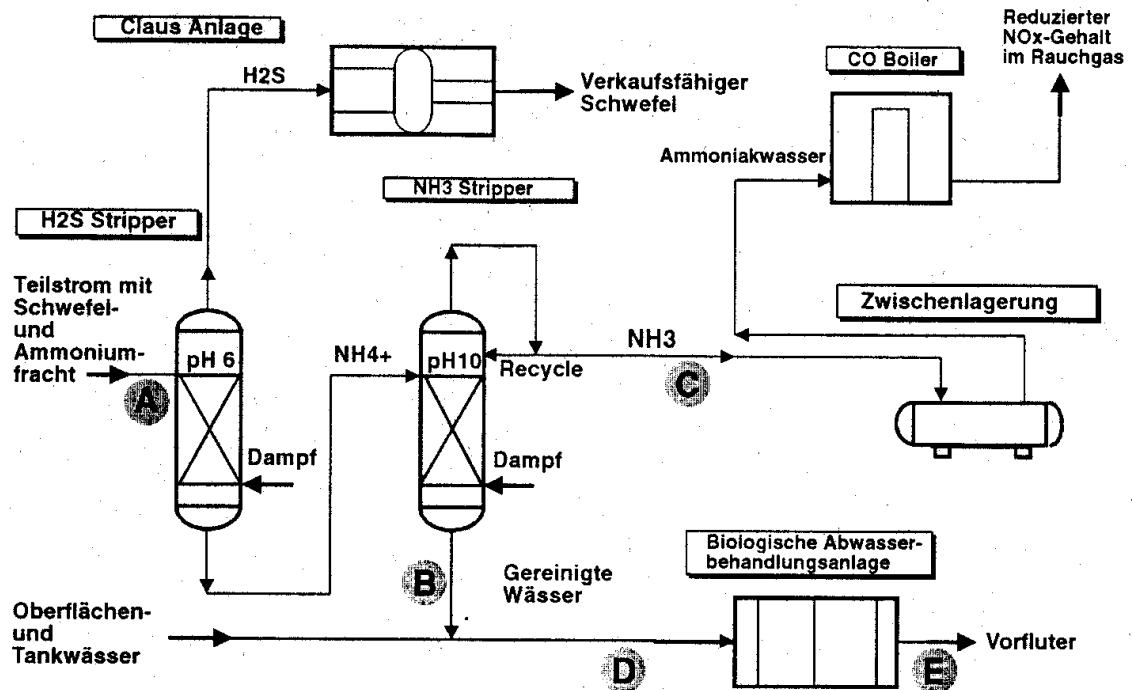 Claus Anlage
H2S
Verkaufsfähiger
Schwefel
Reduzierter
NOx-Gehalt
im Rauchgas
CO Boiler
Ammoniakwasser
NH3 Stripper
H2S Stripper
Teilstrom mit
Schwefel-
und
Ammonium-
fracht
A
pH 6
Dampf
NH4+
pH10
Recycle
NH3
C
Zwischenlagerung
Dampf
B
Gereinigte
Wässer
Biologische Abwasser-
behandlungsanlage
Oberflächen-
und
Tankwässer
D
E
Vorfluter